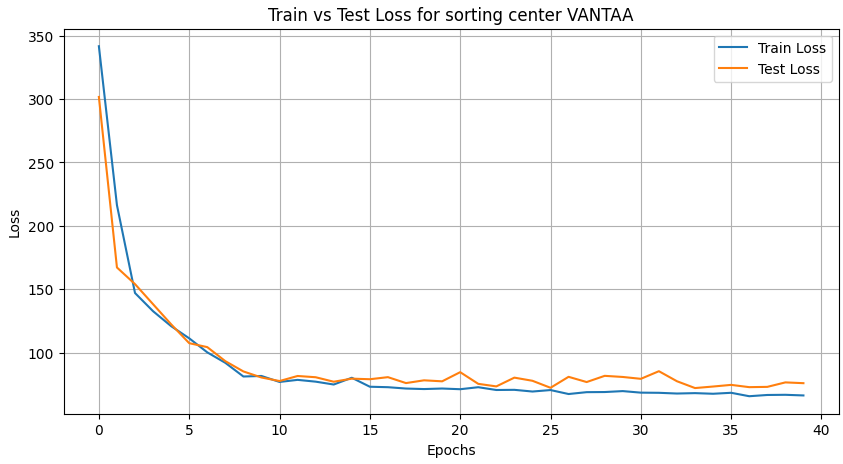 Train vs Test Loss for sorting center VANTAA
350
300
250
200
150
100
Loss
Train Loss
Test Loss
0 5 10 15 20 25 30 35 40
Epochs